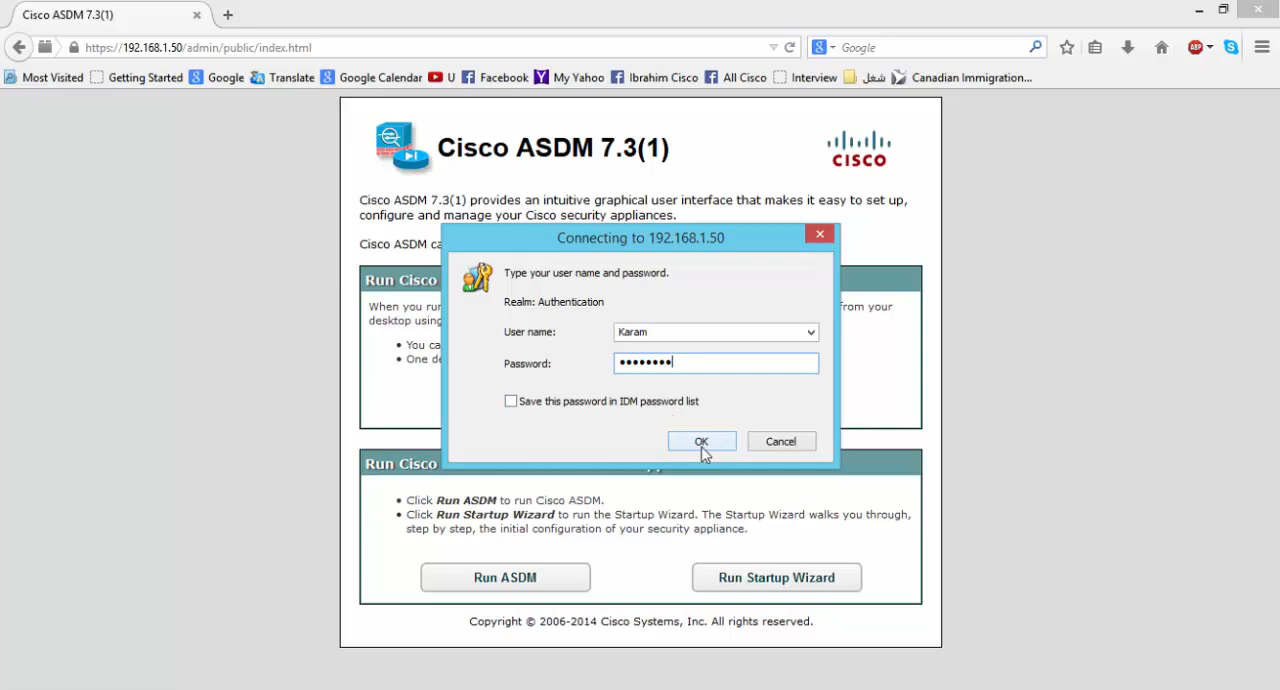 Cisco ASDM 7.3(1)
https://192.168.1.50/admin/public/index.html
Google
ABP
Most Visited Getting Started Google Translate Google Calendar U Facebook My Yahoo Ibrahim Cisco All Cisco Interview شغل Canadian Immigration...
Cisco ASDM 7.3(1)
CISCO
Cisco ASDM 7.3(1) provides an intuitive graphical user interface that makes it easy to set up,
configure and manage your Cisco security appliances.
Cisco ASDM ca
Connecting to 192.168.1.50
Type your user name and password.
Realm: Authentication
User name: Karam
Password: ••••••••
Save this password in IDM password list
OK Cancel
Run Cisco
When you rur from your
desktop using
• You ca
• One de
Run Cisco
• Click Run ASDM to run Cisco ASDM.
• Click Run Startup Wizard to run the Startup Wizard. The Startup Wizard walks you through,
step by step, the initial configuration of your security appliance.
Run ASDM Run Startup Wizard
Copyright © 2006-2014 Cisco Systems, Inc. All rights reserved.